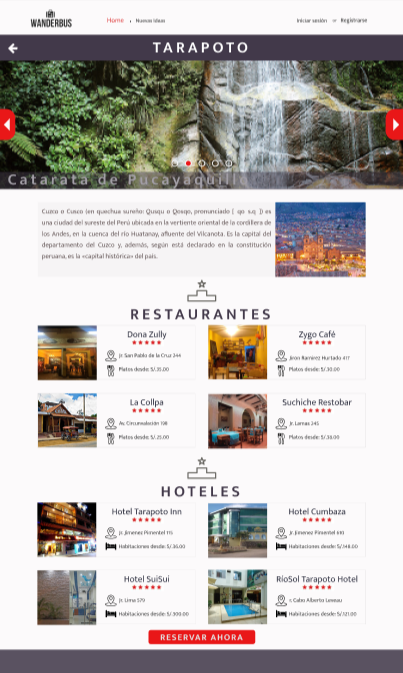 WANDERBUS
Home
Nuevas Ideas
Iniciar sesión
Registrarse
TARAPOTO
Catarata de Pucayaquillo
Cuzco o Cusco (en quechua sureño: Qusqu o Qosqo, pronunciado [ˈqo.sqo]) es
una ciudad del sureste del Perú ubicada en la vertiente oriental de la cordillera de
los Andes, en la cuenca del río Huatanay, afluente del Vilcanota. Es la capital del
departamento del Cuzco y, además, según está declarado en la constitución
peruana, es la «capital histórica» del país.
RESTAURANTES
Dona Zully
Jr. San Pablo de la Cruz 244
Platos desde: S/.35.00
Zygo Café
Jiron Ramirez Hurtado 417
Platos desde: S/.30.00
La Collpa
Av. Circunvalación 198
Platos desde: S/.25.00
Suchiche Restobar
Jr. Lamas 245
Platos desde: S/.38.00
HOTELES
Hotel Tarapoto Inn
Jr. Jimenez Pimentel 115
Habitaciones desde: S/.36.00
Hotel Cumbaza
Jr. Jimenez Pimentel 610
Habitaciones desde: S/.148.00
Hotel SuiSui
Jr. Lima 579
Habitaciones desde: S/.300.00
RioSol Tarapoto Hotel
Cabo Alberto Leveau
Habitaciones desde: S/.121.00
RESERVAR AHORA